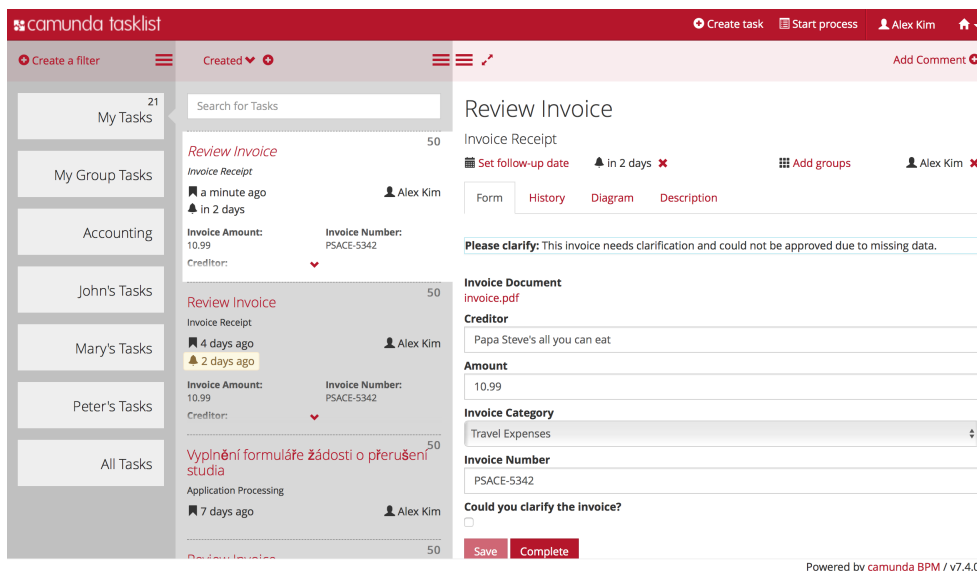 camunda tasklist
Create task Start process Alex Kim
Create a filter
Created
Add Comment
21
My Tasks
My Group Tasks
Accounting
John's Tasks
Mary's Tasks
Peter's Tasks
All Tasks
Search for Tasks
50
Review Invoice
Invoice Receipt
a minute ago Alex Kim
in 2 days
Invoice Amount: Invoice Number:
10.99 PSACE-5342
Creditor:
50
Review Invoice
Invoice Receipt
4 days ago Alex Kim
2 days ago
Invoice Amount: Invoice Number:
10.99 PSACE-5342
Creditor:
50
Vyplnění formuláře žádosti o přerušení
studia
Application Processing
7 days ago Alex Kim
50
Review Invoice
Review Invoice
Invoice Receipt
Set follow-up date in 2 days Add groups Alex Kim
Form History Diagram Description
Please clarify: This invoice needs clarification and could not be approved due to missing data.
Invoice Document
invoice.pdf
Creditor
Papa Steve's all you can eat
Amount
10.99
Invoice Category
Travel Expenses
Invoice Number
PSACE-5342
Could you clarify the invoice?
Save Complete
Powered by camunda BPM / v7.4.0